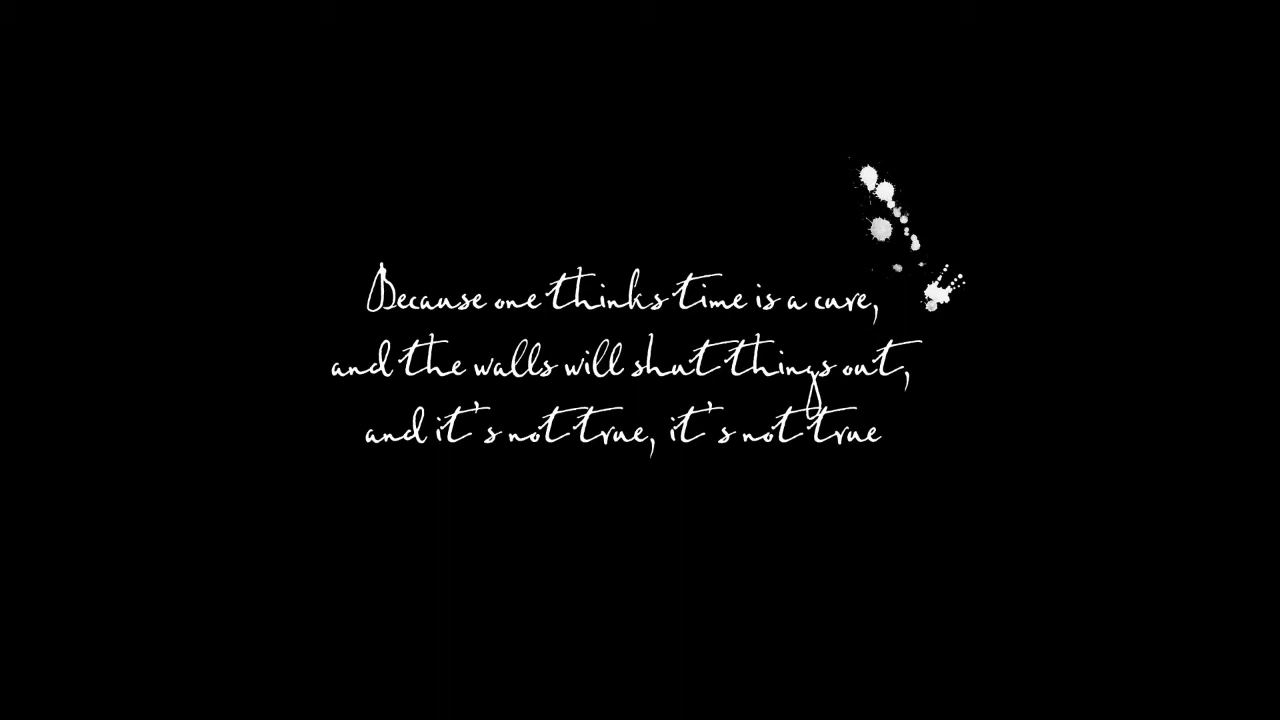 Because one thinks time is a cure,
and the walls will shut things out,
and it's not true, it's not true